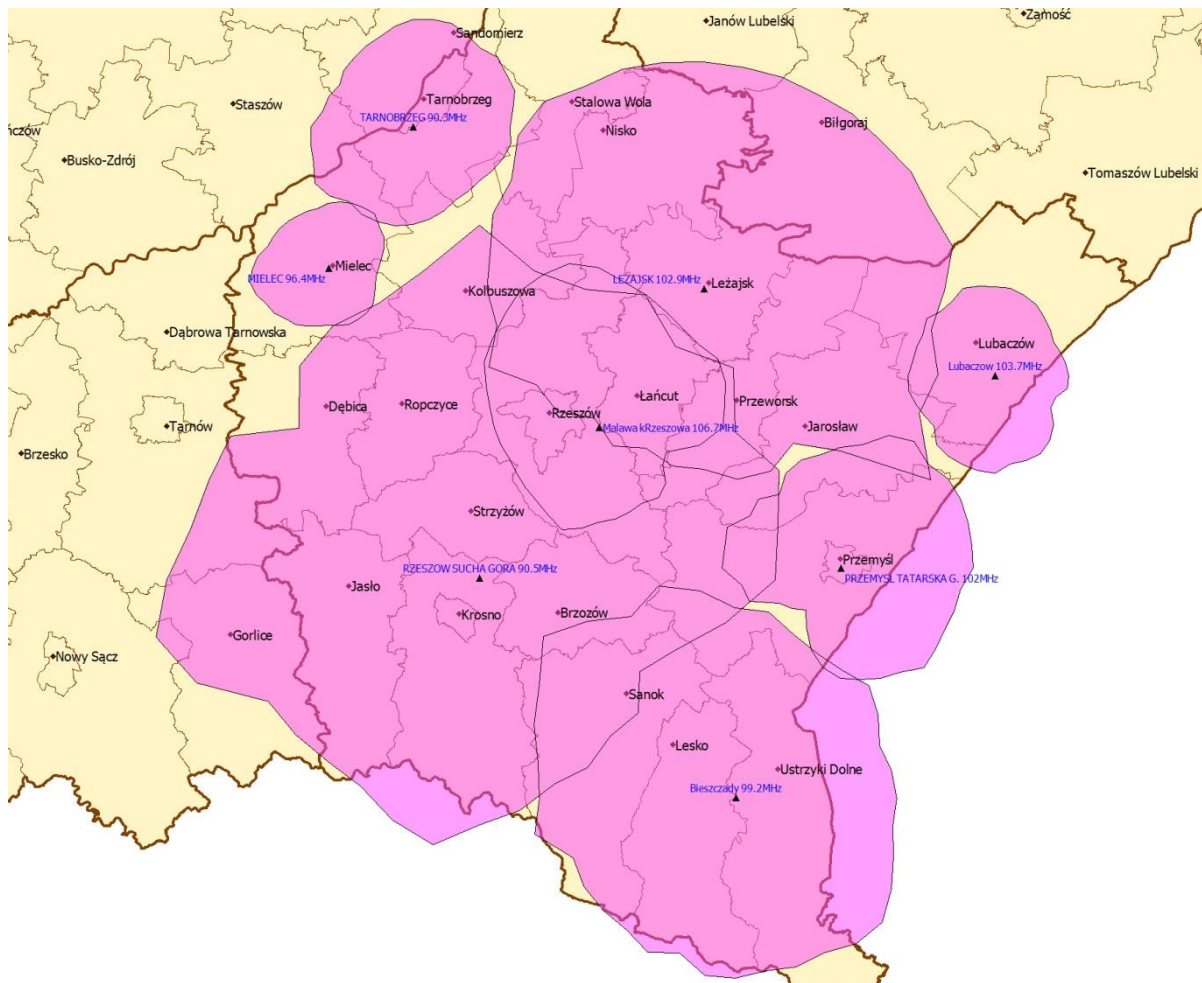 Zamość
Janów Lubelski
Sandomierz
Staszów
Tarnobrzeg
TARNOBRZEG 90.3MHz
Stalowa Wola
Nisko
Biłgoraj
ńczów
Busko-Zdrój
Tomaszów Lubelski
Mielec
MIELEC 96.4MHz
LEZAJSK 102.9MHz
Leżajsk
Kolbuszowa
Dąbrowa Tarnowska
Lubaczów
Lubaczow 103.7MHz
Dębica
Ropczyce
Łańcut
Przeworsk
Rzeszów
Malawa kRzeszowa 106.7MHz
Jarosław
Tarnów
Brzesko
Strzyżów
Przemyśl
PRZEMYSL TATARSKA G. 102MHz
RZESZOW SUCHA GORA 90.5MHz
Jasło
Krosno
Brzozów
Gorlice
Nowy Sącz
Sanok
Lesko
Ustrzyki Dolne
Bieszczady 99.2MHz